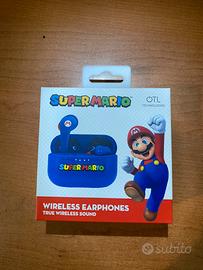 SUPER MARIO
OTL
TECHNOLOGIES
SUPER MARIO
WIRELESS EARPHONES
TRUE WIRELESS SOUND
subito